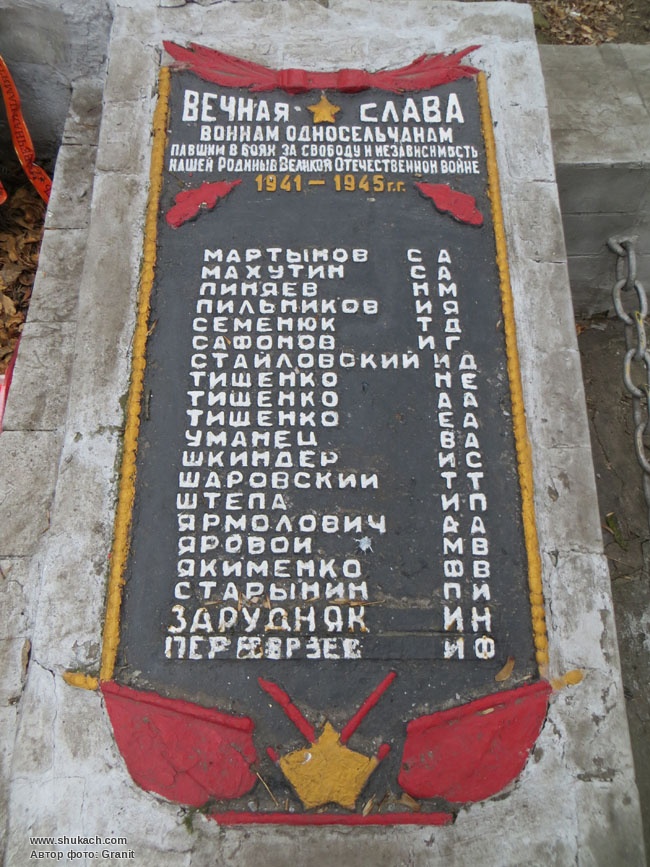 ВЕЧНАЯ СЛАВА
ВОИНАМ ОДНОСЕЛЬЧАНАМ
ПАВШИМ В БОЯХ ЗА СВОБОДУ И НЕЗАВИСИМОСТЬ
НАШЕЙ РОДИНЫ В ВЕЛИКОЙ ОТЕЧЕСТВЕННОЙ ВОЙНЕ
1941 — 1945 г.г.
МАРТЫНОВ С А
МАХУТИН С А
ПИНЯЕВ Н М
ПИЛЬНИКОВ И Я
СЕМЕНЮК Т Д
САФОНОВ И Г
СТАЙЛОВСКИЙ И Д
ТИЩЕНКО Н Е
ТИЩЕНКО А А
ТИЩЕНКО Е А
УМАНЕЦ В А
ШКИНДЕР И С
ШАРОВСКИЙ Т Т
ШТЕПА И П
ЯРМОЛОВИЧ А А
ЯРОВОЙ М В
ЯКИМЕНКО Ф В
СТАРЫНИН П И
ЗАРУДНЯК И Н
И Ф
www.shukach.com
Автор фото: Granit